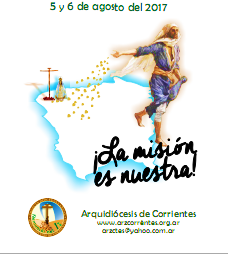 5 y 6 de agosto del 2017
¡La misión
es nuestra!
Arquidiócesis de Corrientes
www.arzcorrientes.org.ar
arzctes@yahoo.com.ar